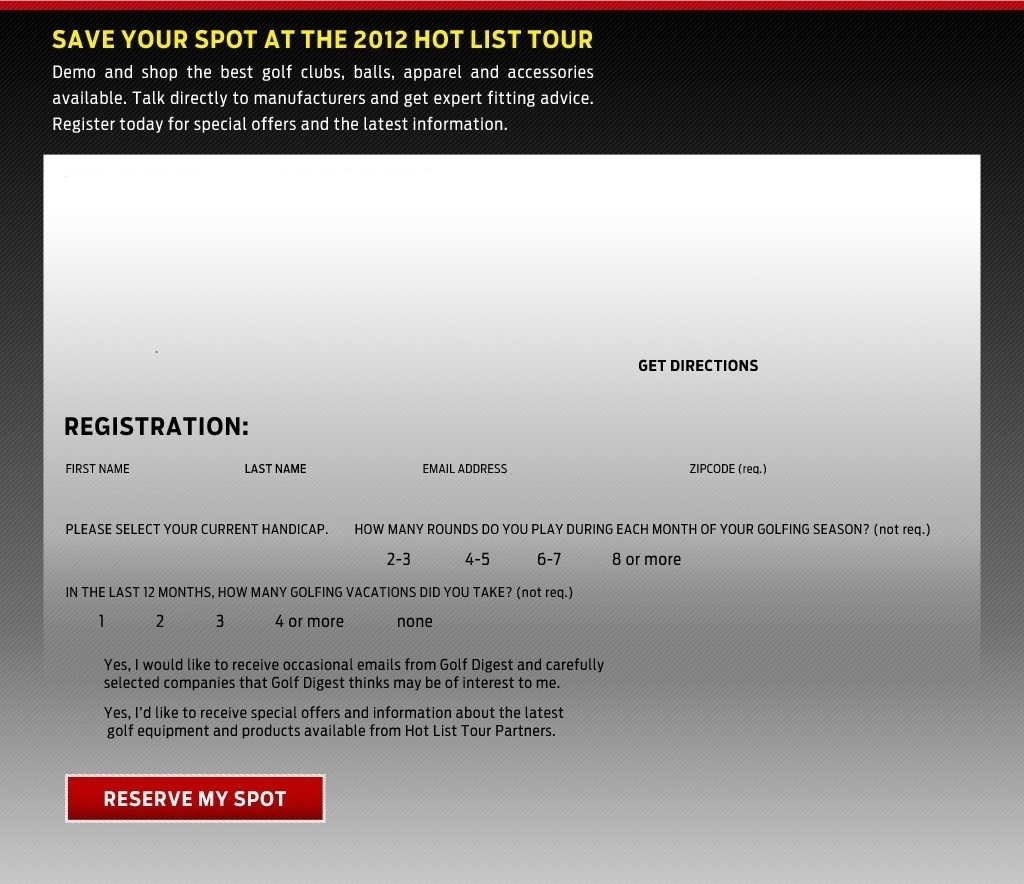 SAVE YOUR SPOT AT THE 2012 HOT LIST TOUR
Demo and shop the best golf clubs, balls, apparel and accessories
available. Talk directly to manufacturers and get expert fitting advice.
Register today for special offers and the latest information.
GET DIRECTIONS
REGISTRATION:
FIRST NAME LAST NAME EMAIL ADDRESS ZIPCODE (req.)
PLEASE SELECT YOUR CURRENT HANDICAP. HOW MANY ROUNDS DO YOU PLAY DURING EACH MONTH OF YOUR GOLFING SEASON? (not req.)
2-3 4-5 6-7 8 or more
IN THE LAST 12 MONTHS, HOW MANY GOLFING VACATIONS DID YOU TAKE? (not req.)
1 2 3 4 or more none
Yes, I would like to receive occasional emails from Golf Digest and carefully
selected companies that Golf Digest thinks may be of interest to me.
Yes, I'd like to receive special offers and information about the latest
golf equipment and products available from Hot List Tour Partners.
RESERVE MY SPOT